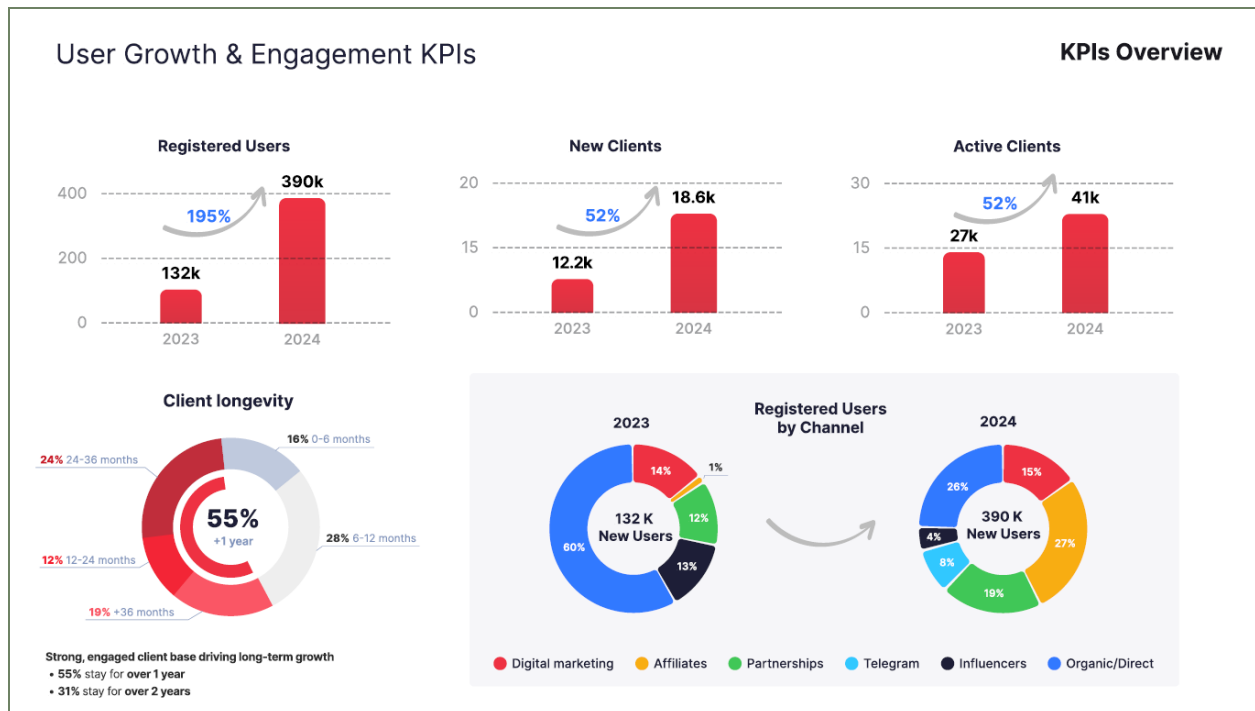 User Growth & Engagement KPIs
KPIs Overview
Registered Users
400
200
0
195%
132k
390k
2023
2024
New Clients
20
15
0
52%
12.2k
18.6k
2023
2024
Active Clients
30
15
0
52%
27k
41k
2023
2024
Client longevity
16% 0-6 months
24% 24-36 months
55%
+1 year
28% 6-12 months
12% 12-24 months
19% +36 months
Strong, engaged client base driving long-term growth
• 55% stay for over 1 year
• 31% stay for over 2 years
Registered Users
by Channel
2023
14%
1%
12%
13%
60%
132 K
New Users
2024
15%
27%
19%
8%
4%
26%
390 K
New Users
Digital marketing
Affiliates
Partnerships
Telegram
Influencers
Organic/Direct